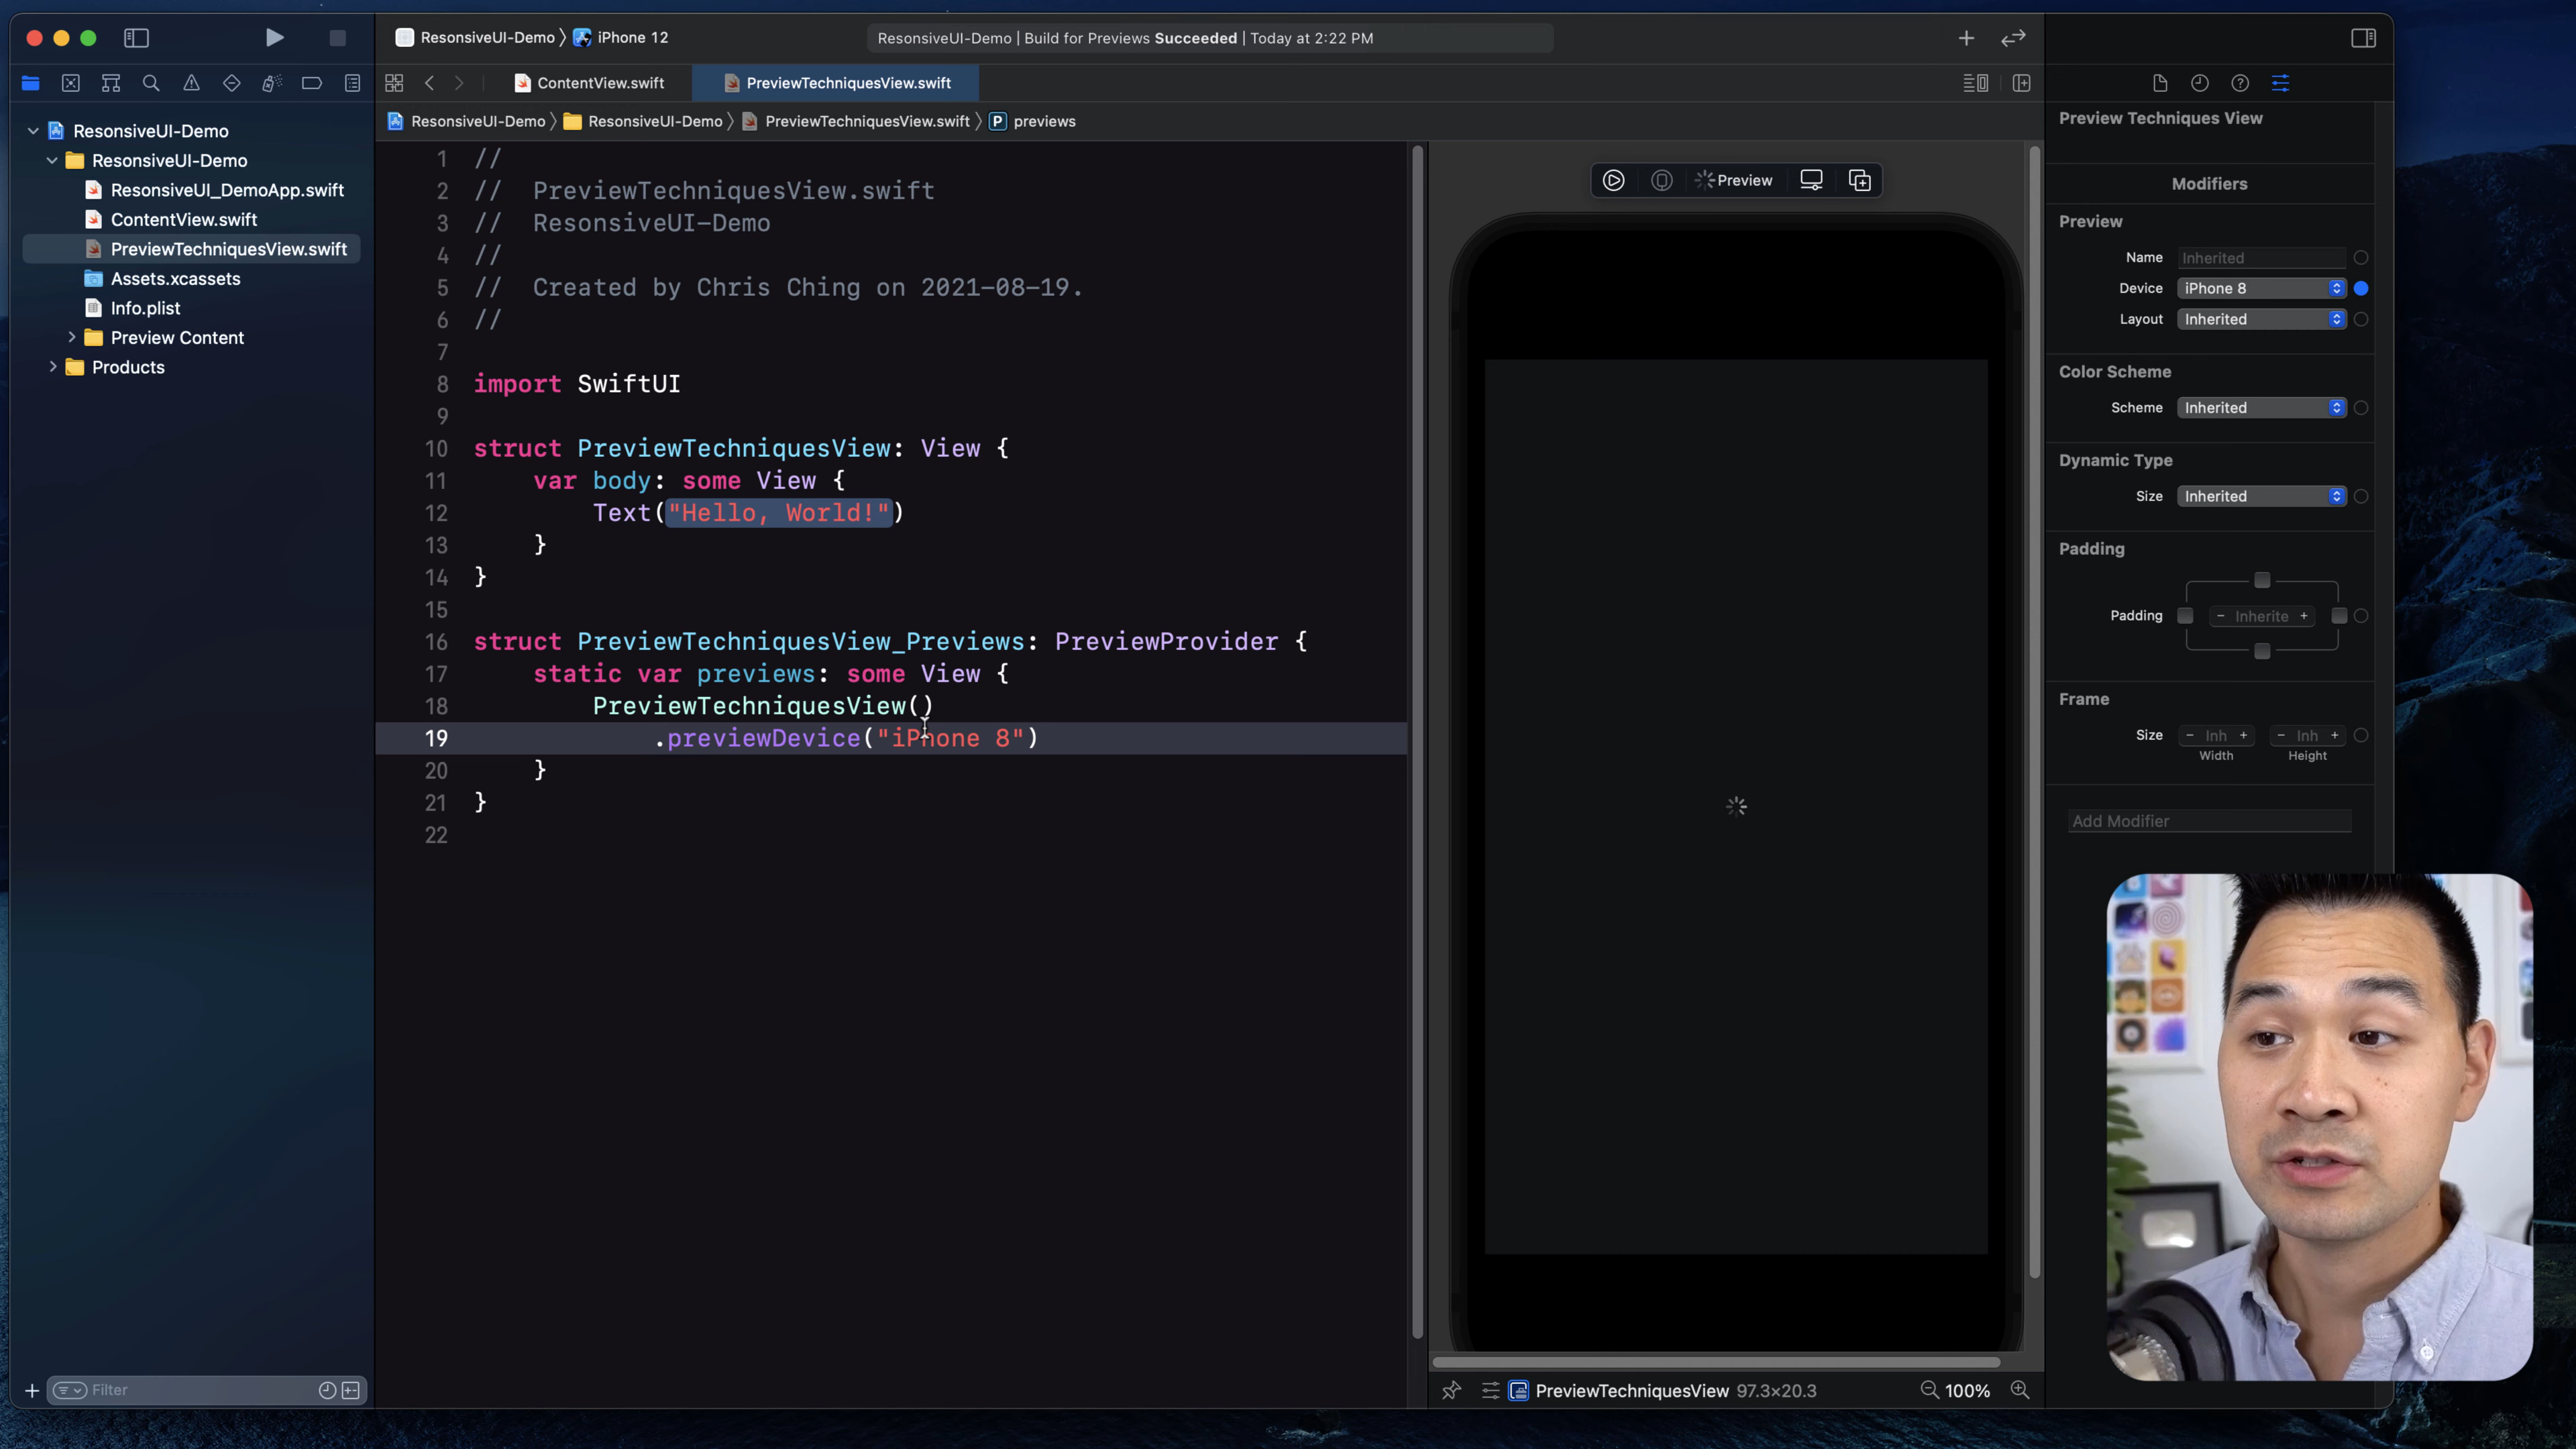 ResonsiveUI-Demo
iPhone 12
ResonsiveUI-Demo | Build for Previews Succeeded | Today at 2:22 PM
ContentView.swift
PreviewTechniquesView.swift
ResonsiveUI-Demo
ResonsiveUI-Demo
PreviewTechniquesView.swift
P previews
ResonsiveUI-Demo
ResonsiveUI-Demo
ResonsiveUI_DemoApp.swift
ContentView.swift
PreviewTechniquesView.swift
Assets.xcassets
Info.plist
Preview Content
Products
Filter
1 //
2 // PreviewTechniquesView.swift
3 // ResonsiveUI-Demo
4 //
5 // Created by Chris Ching on 2021-08-19.
6 //
7
8 import SwiftUI
9
10 struct PreviewTechniquesView: View {
11 var body: some View {
12 Text("Hello, World!")
13 }
14 }
15
16 struct PreviewTechniquesView_Previews: PreviewProvider {
17 static var previews: some View {
18 PreviewTechniquesView()
19 .previewDevice("iPhone 8")
20 }
21 }
22
Preview
PreviewTechniquesView 97.3×20.3
100%
Preview Techniques View
Modifiers
Preview
Name Inherited
Device iPhone 8
Layout Inherited
Color Scheme
Scheme Inherited
Dynamic Type
Size Inherited
Padding
Padding - Inherite +
Frame
Size - Inh + - Inh +
Width Height
Add Modifier